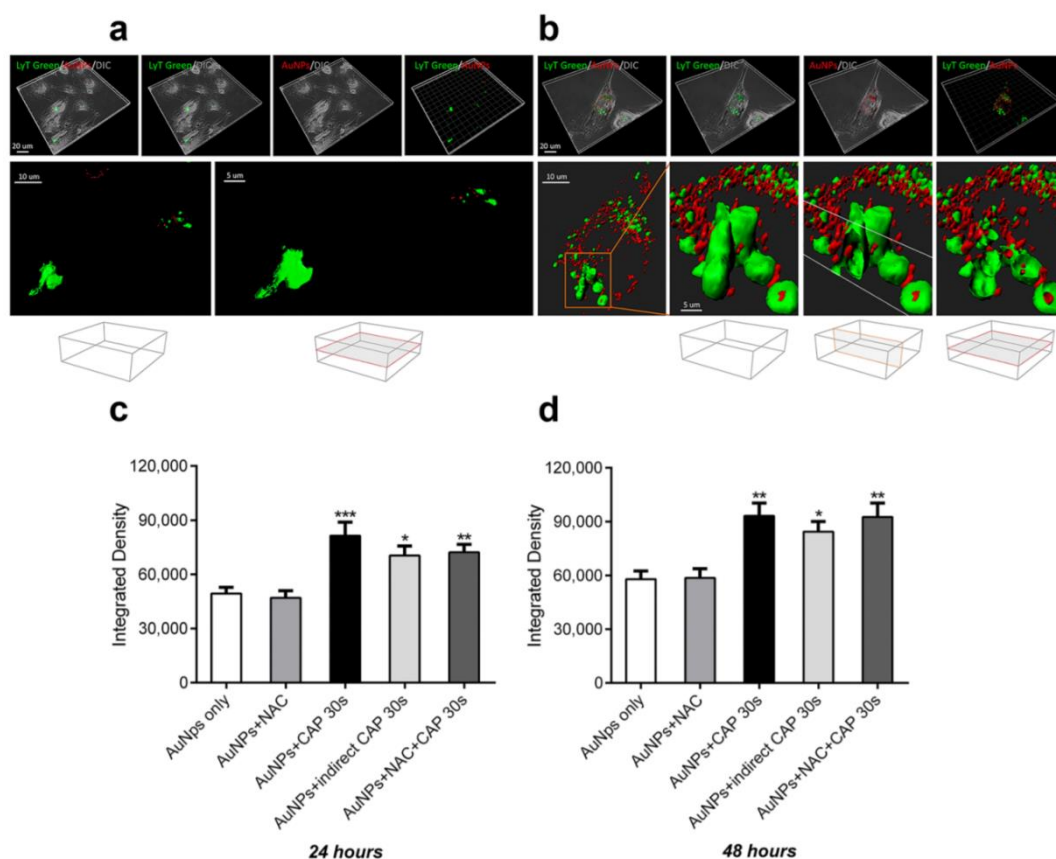 a
b
LyT Green/AuNPs/DIC
LyT Green/DIC
AuNPs/DIC
LyT Green/AuNPs
LyT Green/AuNPs/DIC
LyT Green/DIC
AuNPs/DIC
LyT Green/AuNPs
20 um
20 um
10 um
5 um
10 um
5 um
c
d
120,000
90,000
60,000
30,000
0
Integrated Density
***
*
**
AuNps only
AuNPs+NAC
AuNPs+CAP 30s
AuNPs+indirect CAP 30s
AuNPs+NAC+CAP 30s
24 hours
120,000
90,000
60,000
30,000
0
Integrated Density
**
*
**
AuNPs only
AuNPs+NAC
AuNPs+CAP 30s
AuNPs+indirect CAP 30s
AuNPs+NAC+CAP 30s
48 hours